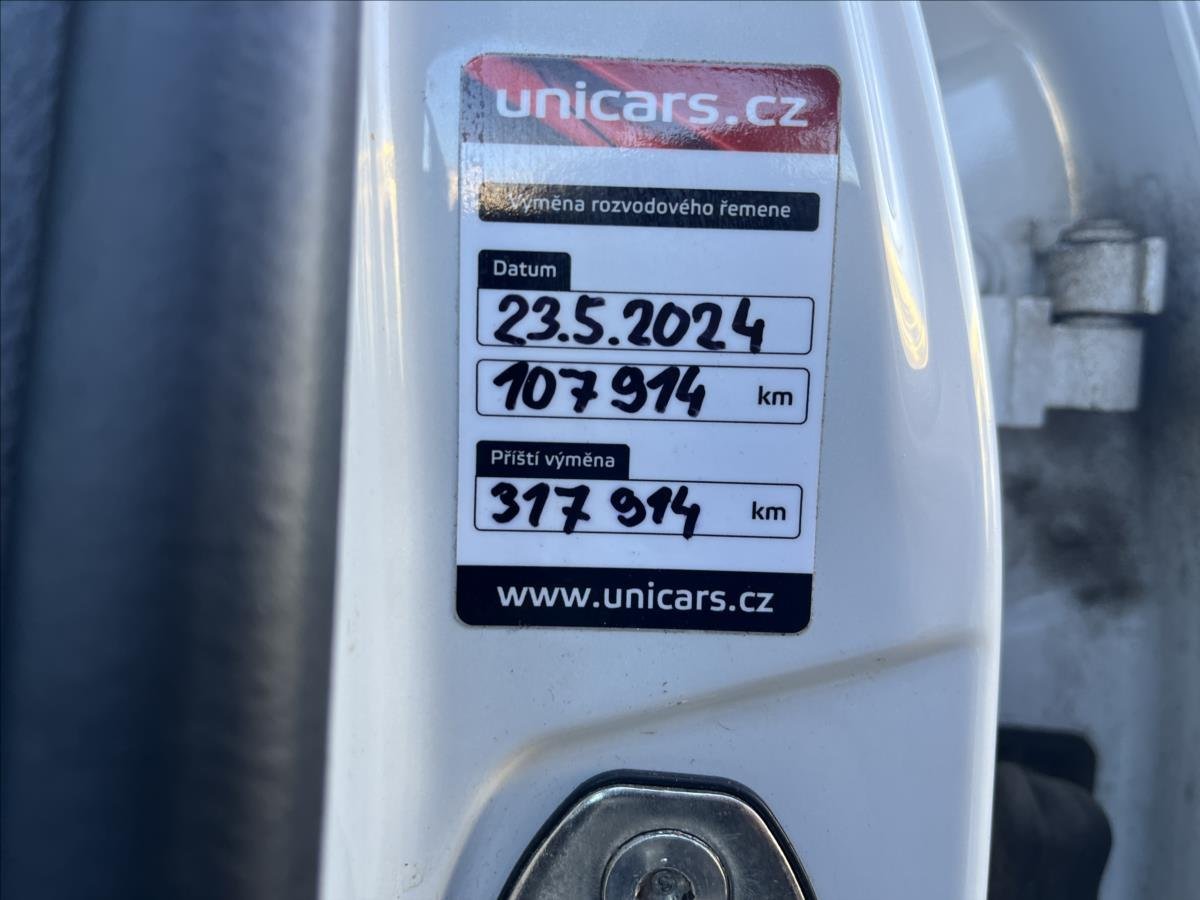 unicars.cz
Výměna rozvodového řemene
Datum
23.5.2024
107 914 km
Příští výměna
317 914 km
www.unicars.cz